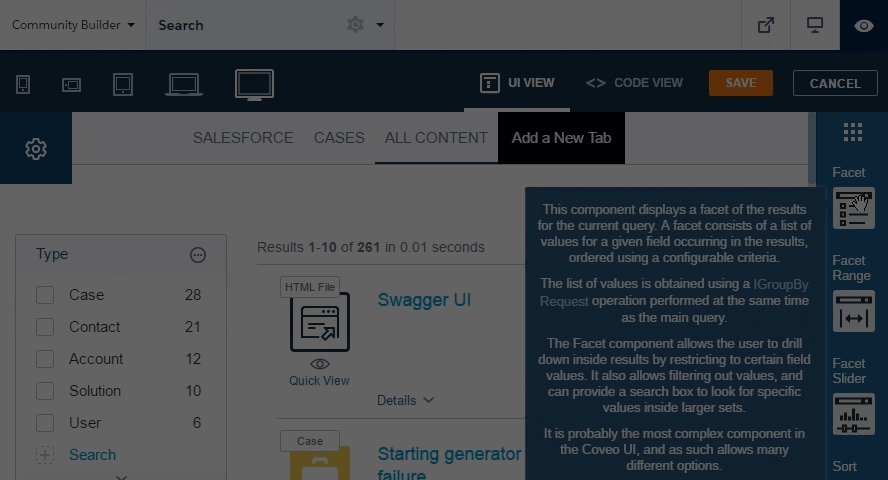 Community Builder
Search
UI VIEW
<> CODE VIEW
SAVE
CANCEL
SALESFORCE
CASES
ALL CONTENT
Add a New Tab
Type
Case 28
Contact 21
Account 12
Solution 10
User 6
Search
Results 1-10 of 261 in 0.01 seconds
HTML File
Swagger UI
Quick View
Details
Case
Starting generator
failure
This component displays a facet of the results
for the current query. A facet consists of a list of
values for a given field occurring in the results,
ordered using a configurable criteria.
The list of values is obtained using a IGroupBy
Request operation performed at the same time
as the main query.
The Facet component allows the user to drill
down inside results by restricting to certain field
values. It also allows filtering out values, and
can provide a search box to look for specific
values inside larger sets.
It is probably the most complex component in
the Coveo UI, and as such allows many
different options.
Facet
Facet
Range
Facet
Slider
Sort